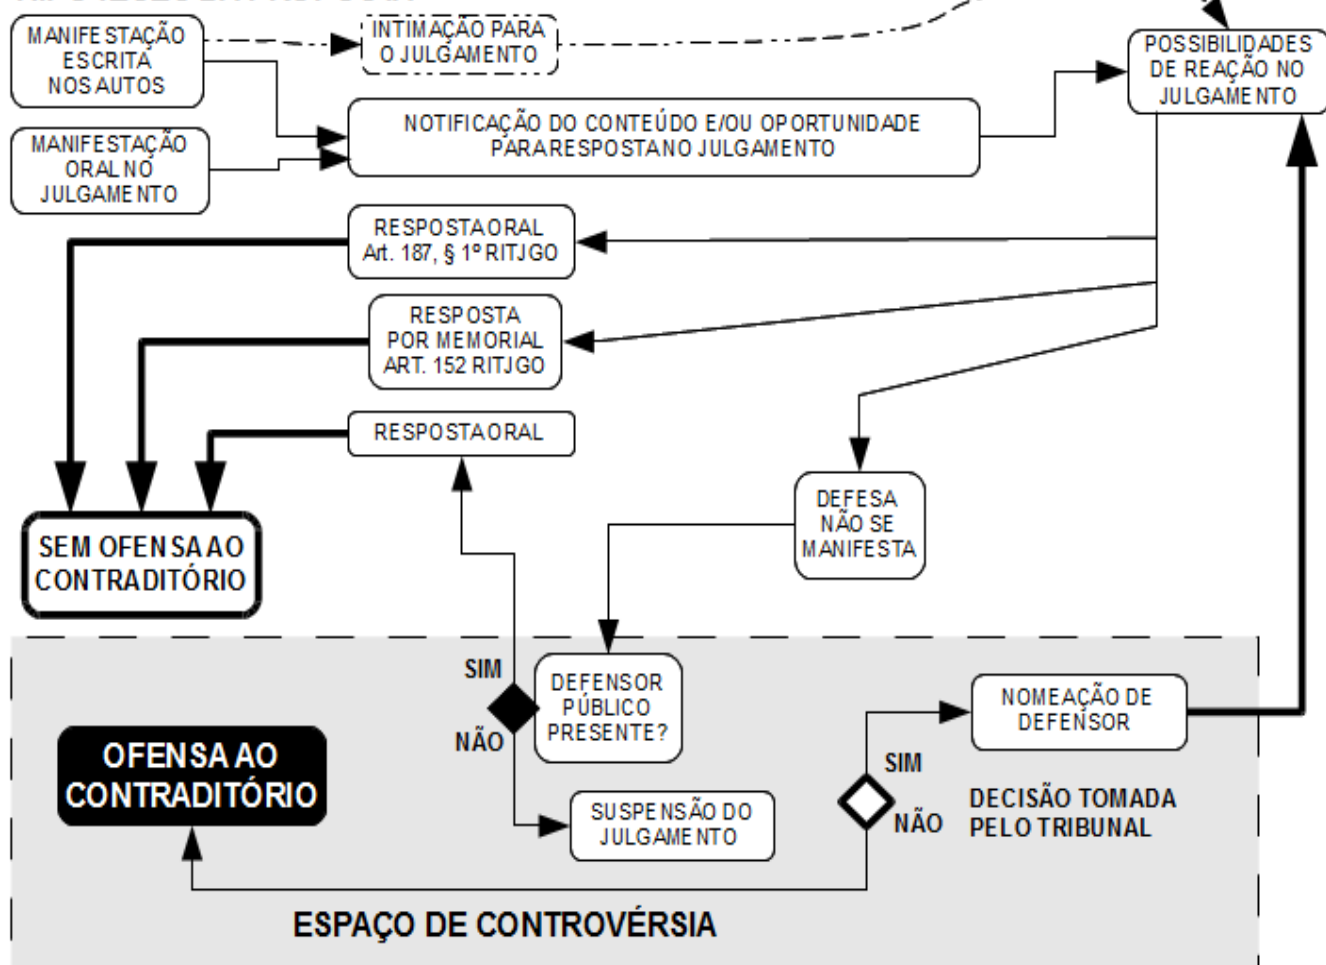 MANIFESTAÇÃO
ESCRITA
NOS AUTOS
INTIMAÇÃO PARA
O JULGAMENTO
POSSIBILIDADES
DE REAÇÃO NO
JULGAMENTO
NOTIFICAÇÃO DO CONTEÚDO E/OU OPORTUNIDADE
PARA RESPOSTA NO JULGAMENTO
MANIFESTAÇÃO
ORAL NO
JULGAMENTO
RESPOSTA ORAL
Art. 187, § 1º RITJGO
RESPOSTA
POR MEMORIAL
ART. 152 RITJGO
RESPOSTA ORAL
DEFESA
NÃO SE
MANIFESTA
SEM OFENSA AO
CONTRADITÓRIO
SIM
NÃO
DEFENSOR
PÚBLICO
PRESENTE?
NOMEAÇÃO DE
DEFENSOR
OFENSA AO
CONTRADITÓRIO
SUSPENSÃO DO
JULGAMENTO
SIM
NÃO
DECISÃO TOMADA
PELO TRIBUNAL
ESPAÇO DE CONTROVÉRSIA